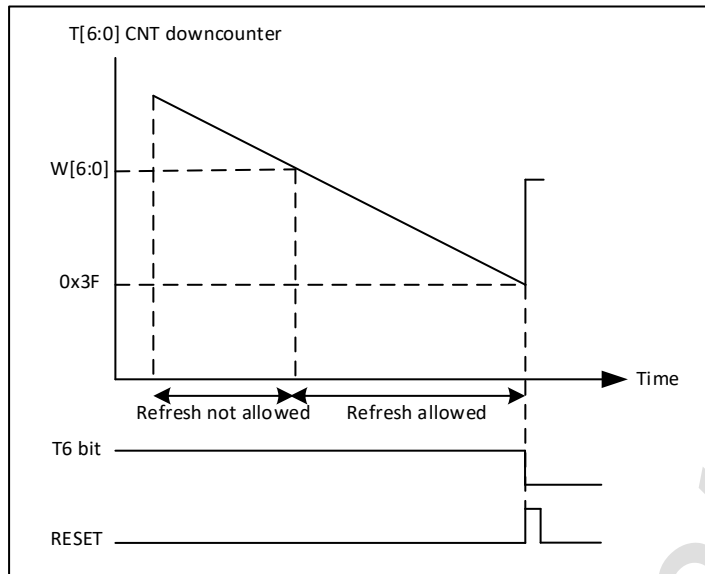 T[6:0] CNT downcounter
W[6:0]
0x3F
Time
Refresh not allowed
Refresh allowed
T6 bit
RESET